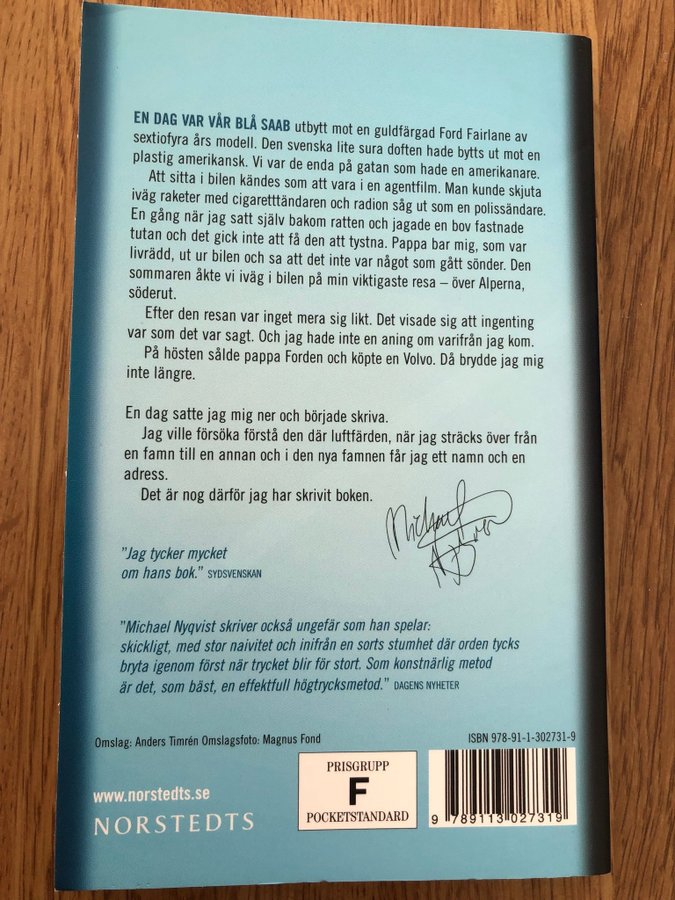 EN DAG VAR VÅR BLÅ SAAB utbytt mot en guldfärgad Ford Fairlane av
sextiofyra års modell. Den svenska lite sura doften hade bytts ut mot en
plastig amerikansk. Vi var de enda på gatan som hade en amerikanare.
Att sitta i bilen kändes som att vara i en agentfilm. Man kunde skjuta
iväg raketer med cigaretttändaren och radion såg ut som en polissändare.
En gång när jag satt själv bakom ratten och jagade en bov fastnade
tutan och det gick inte att få den att tystna. Pappa bar mig, som var
livrädd, ut ur bilen och sa att det inte var något som gått sönder. Den
sommaren åkte vi iväg i bilen på min viktigaste resa – över Alperna,
söderut.
Efter den resan var inget mera sig likt. Det visade sig att ingenting
var som det var sagt. Och jag hade inte en aning om varifrån jag kom.
På hösten sålde pappa Forden och köpte en Volvo. Då brydde jag mig
inte längre.
En dag satte jag mig ner och började skriva.
Jag ville försöka förstå den där luftfärden, när jag sträcks över från
en famn till en annan och i den nya famnen får jag ett namn och en
adress.
Det är nog därför jag har skrivit boken.
Michael
"Jag tycker mycket
om hans bok." SYDSVENSKAN
"Michael Nyqvist skriver också ungefär som han spelar:
skickligt, med stor naivitet och inifrån en sorts stumhet där orden tycks
bryta igenom först när trycket blir för stort. Som konstnärlig metod
är det, som bäst, en effektfull högtrycksmetod." DAGENS NYHETER
Omslag: Anders Timrén Omslagsfoto: Magnus Fond
ISBN 978-91-1-302731-9
PRISGRUPP
F
POCKETSTANDARD
www.norstedts.se
NORSTEDTS
9 789113 027319